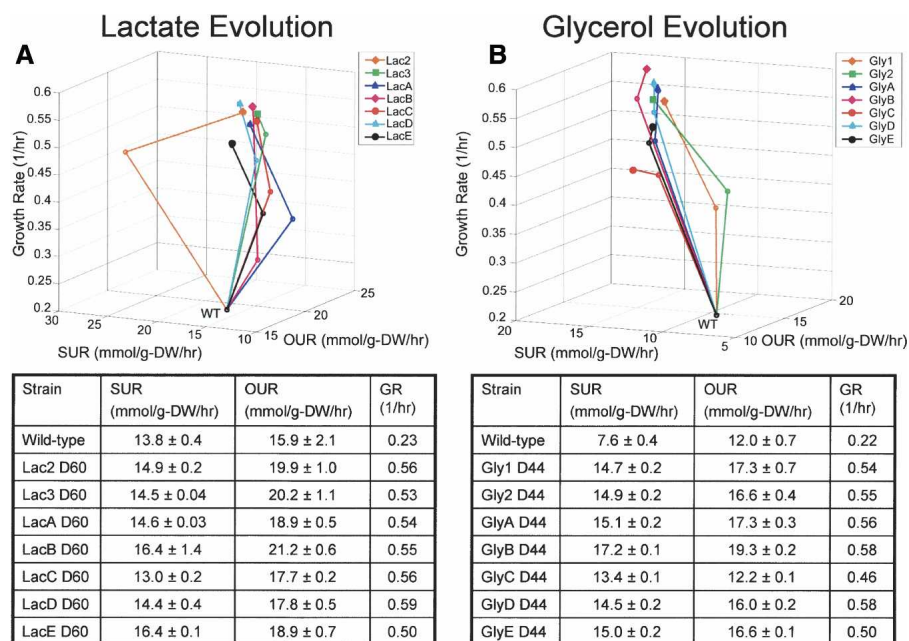 Lactate Evolution
A
Lac2
Lac3
LacA
LacB
LacC
LacD
LacE
0.6
0.55
0.5
0.45
0.4
0.35
0.3
0.25
0.2
Growth Rate (1/hr)
WT
30
25
20
15
10
SUR (mmol/g-DW/hr)
15
20
25
OUR (mmol/g-DW/hr)
Strain SUR (mmol/g-DW/hr) OUR (mmol/g-DW/hr) GR (1/hr)
Wild-type 13.8 ± 0.4 15.9 ± 2.1 0.23
Lac2 D60 14.9 ± 0.2 19.9 ± 1.0 0.56
Lac3 D60 14.5 ± 0.04 20.2 ± 1.1 0.53
LacA D60 14.6 ± 0.03 18.9 ± 0.5 0.54
LacB D60 16.4 ± 1.4 21.2 ± 0.6 0.55
LacC D60 13.0 ± 0.2 17.7 ± 0.2 0.56
LacD D60 14.4 ± 0.4 17.8 ± 0.5 0.59
LacE D60 16.4 ± 0.1 18.9 ± 0.7 0.50
Glycerol Evolution
B
Gly1
Gly2
GlyA
GlyB
GlyC
GlyD
GlyE
0.6
0.55
0.5
0.45
0.4
0.35
0.3
0.25
0.2
Growth Rate (1/hr)
WT
20
15
10
5
SUR (mmol/g-DW/hr)
10
15
20
OUR (mmol/g-DW/hr)
Strain SUR (mmol/g-DW/hr) OUR (mmol/g-DW/hr) GR (1/hr)
Wild-type 7.6 ± 0.4 12.0 ± 0.7 0.22
Gly1 D44 14.7 ± 0.2 17.3 ± 0.7 0.54
Gly2 D44 14.9 ± 0.2 16.6 ± 0.4 0.55
GlyA D44 15.1 ± 0.2 17.3 ± 0.3 0.56
GlyB D44 17.2 ± 0.1 19.3 ± 0.2 0.58
GlyC D44 13.4 ± 0.1 12.2 ± 0.1 0.46
GlyD D44 14.5 ± 0.2 16.0 ± 0.2 0.58
GlyE D44 15.0 ± 0.2 16.6 ± 0.1 0.50